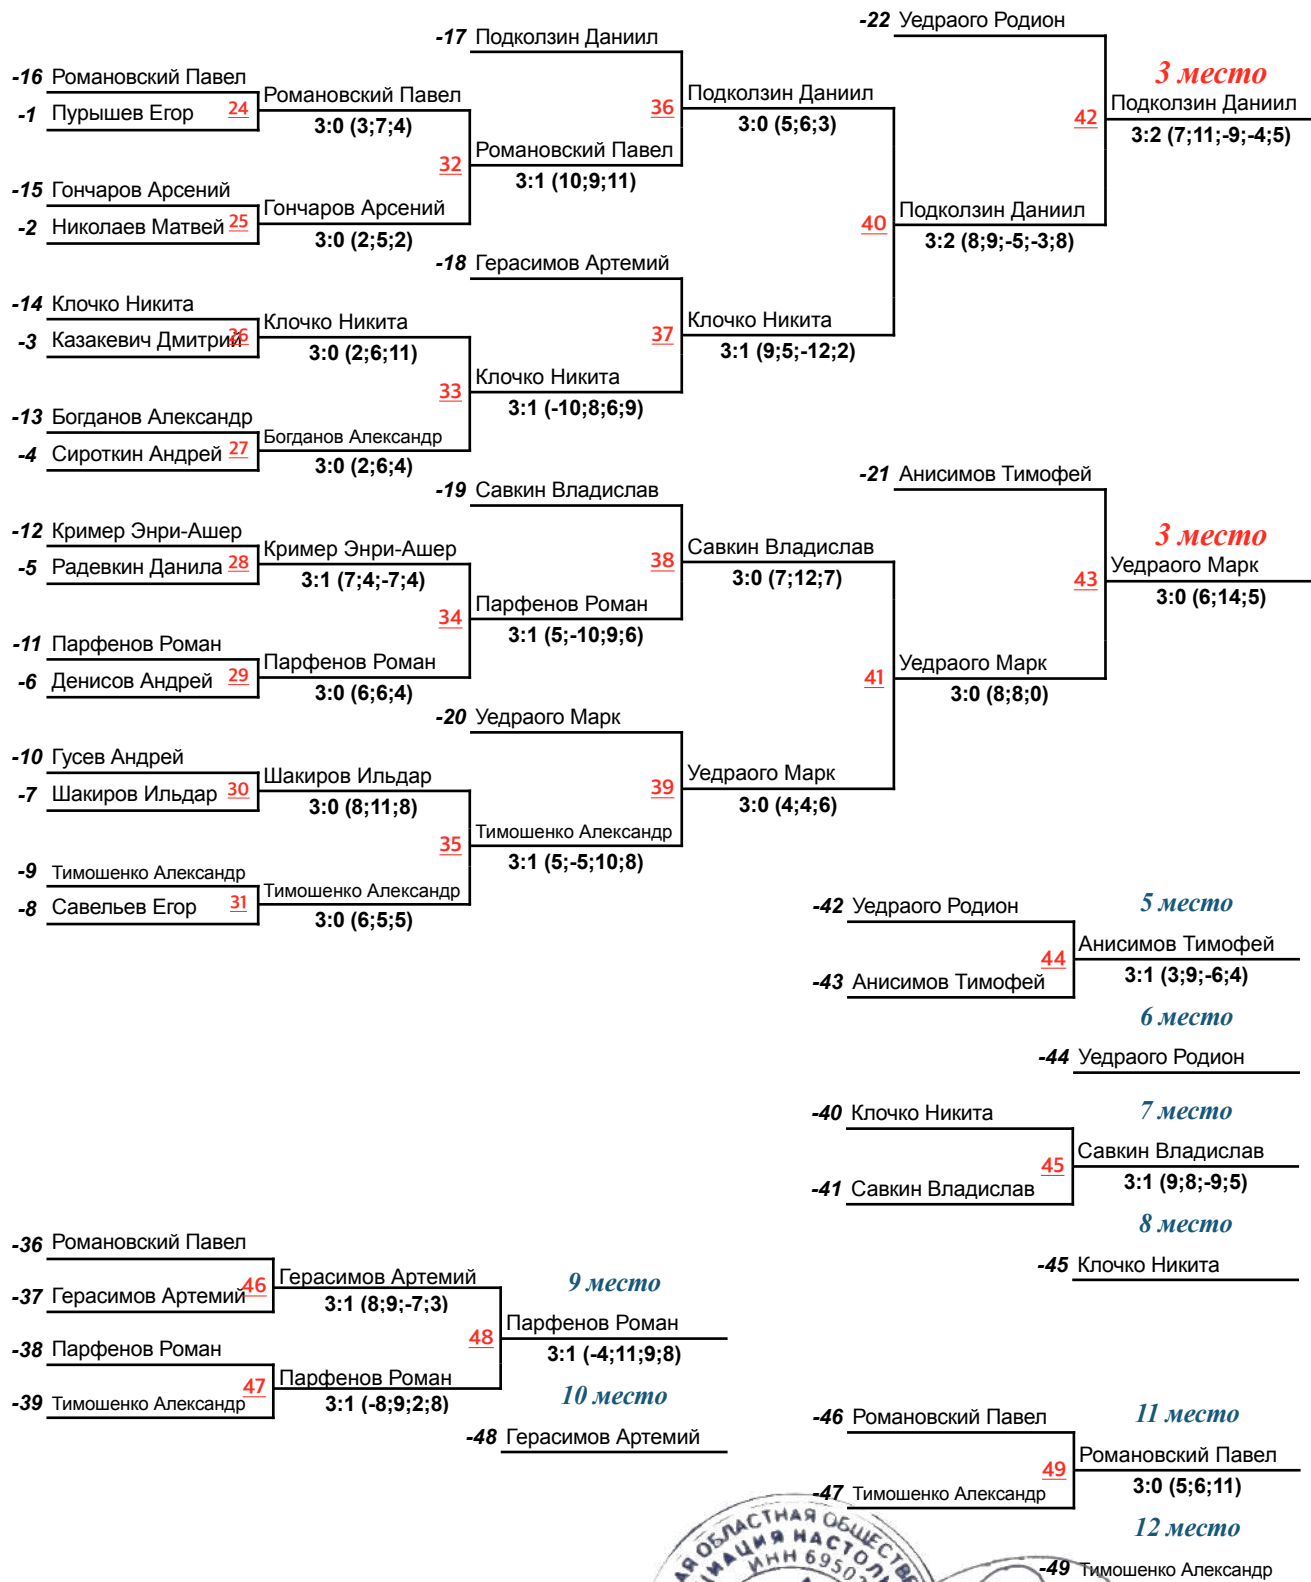 -22 Уедраого Родион
-17 Подколзин Даниил
3 место
-16 Романовский Павел
Романовский Павел
Подколзин Даниил
Подколзин Даниил
-1 Пурышев Егор 24
36
42
3:0 (3;7;4)
3:0 (5;6;3)
3:2 (7;11;-9;-4;5)
32
Романовский Павел
3:1 (10;9;11)
-15 Гончаров Арсений
Гончаров Арсений
Подколзин Даниил
-2 Николаев Матвей 25
40
3:0 (2;5;2)
3:2 (8;9;-5;-3;8)
-18 Герасимов Артемий
-14 Клочко Никита
Клочко Никита
Клочко Никита
-3 Казакевич Дмитрий 26
37
3:0 (2;6;11)
3:1 (9;5;-12;2)
33
Клочко Никита
3:1 (-10;8;6;9)
-13 Богданов Александр
Богданов Александр
-4 Сироткин Андрей 27
3:0 (2;6;4)
-21 Анисимов Тимофей
-19 Савкин Владислав
3 место
-12 Кример Энри-Ашер
Кример Энри-Ашер
Савкин Владислав
Уедраого Марк
-5 Радевкин Данила 28
38
43
3:1 (7;4;-7;4)
3:0 (7;12;7)
3:0 (6;14;5)
34
Парфенов Роман
3:1 (5;-10;9;6)
-11 Парфенов Роман
Парфенов Роман
Уедраого Марк
-6 Денисов Андрей 29
41
3:0 (6;6;4)
3:0 (8;8;0)
-20 Уедраого Марк
-10 Гусев Андрей
Шакиров Ильдар
Уедраого Марк
-7 Шакиров Ильдар 30
39
3:0 (8;11;8)
3:0 (4;4;6)
35
Тимошенко Александр
3:1 (5;-5;10;8)
-9 Тимошенко Александр
Тимошенко Александр
-8 Савельев Егор 31
3:0 (6;5;5)
-42 Уедраого Родион
5 место
Анисимов Тимофей
44
3:1 (3;9;-6;4)
-43 Анисимов Тимофей
6 место
-44 Уедраого Родион
-40 Клочко Никита
7 место
Савкин Владислав
45
3:1 (9;8;-9;5)
-41 Савкин Владислав
8 место
-45 Клочко Никита
-36 Романовский Павел
Герасимов Артемий
9 место
-37 Герасимов Артемий 46
3:1 (8;9;-7;3)
Парфенов Роман
48
3:1 (-4;11;9;8)
-38 Парфенов Роман
Парфенов Роман
10 место
47
-39 Тимошенко Александр
3:1 (-8;9;2;8)
-48 Герасимов Артемий
-46 Романовский Павел
11 место
Романовский Павел
49
3:0 (5;6;11)
-47 Тимошенко Александр
12 место
-49 Тимошенко Александр
ОБЛАСТНАЯ
ИНН 6950